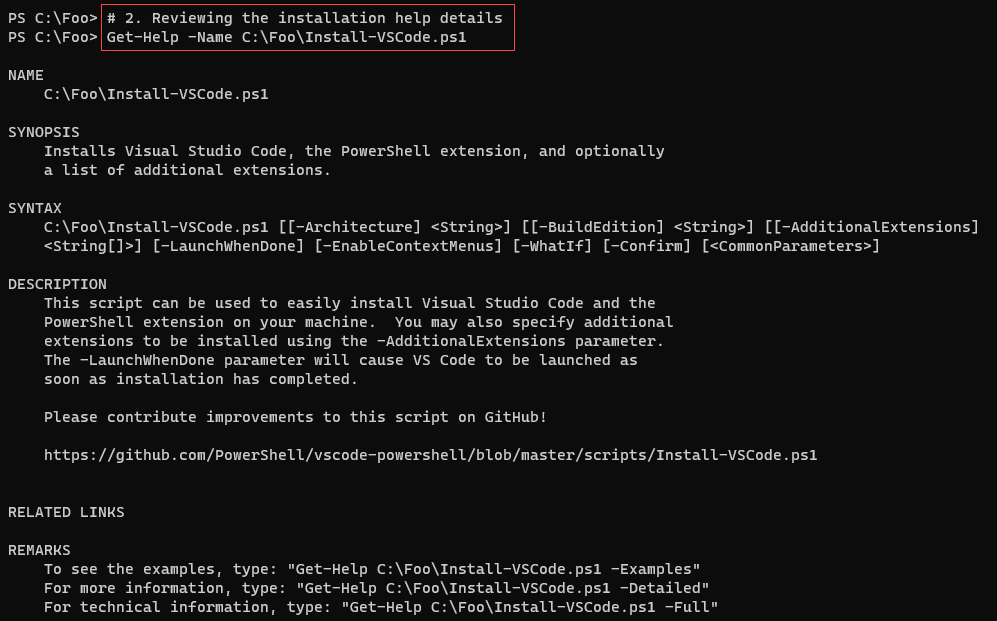 PS C:\Foo> # 2. Reviewing the installation help details
PS C:\Foo> Get-Help -Name C:\Foo\Install-VSCode.ps1
NAME
C:\Foo\Install-VSCode.ps1
SYNOPSIS
Installs Visual Studio Code, the PowerShell extension, and optionally
a list of additional extensions.
SYNTAX
C:\Foo\Install-VSCode.ps1 [[-Architecture] <String>] [[-BuildEdition] <String>] [[-AdditionalExtensions]
<String[]>] [-LaunchWhenDone] [-EnableContextMenus] [-WhatIf] [-Confirm] [<CommonParameters>]
DESCRIPTION
This script can be used to easily install Visual Studio Code and the
PowerShell extension on your machine.  You may also specify additional
extensions to be installed using the -AdditionalExtensions parameter.
The -LaunchWhenDone parameter will cause VS Code to be launched as
soon as installation has completed.
Please contribute improvements to this script on GitHub!
https://github.com/PowerShell/vscode-powershell/blob/master/scripts/Install-VSCode.ps1
RELATED LINKS
REMARKS
To see the examples, type: "Get-Help C:\Foo\Install-VSCode.ps1 -Examples"
For more information, type: "Get-Help C:\Foo\Install-VSCode.ps1 -Detailed"
For technical information, type: "Get-Help C:\Foo\Install-VSCode.ps1 -Full"